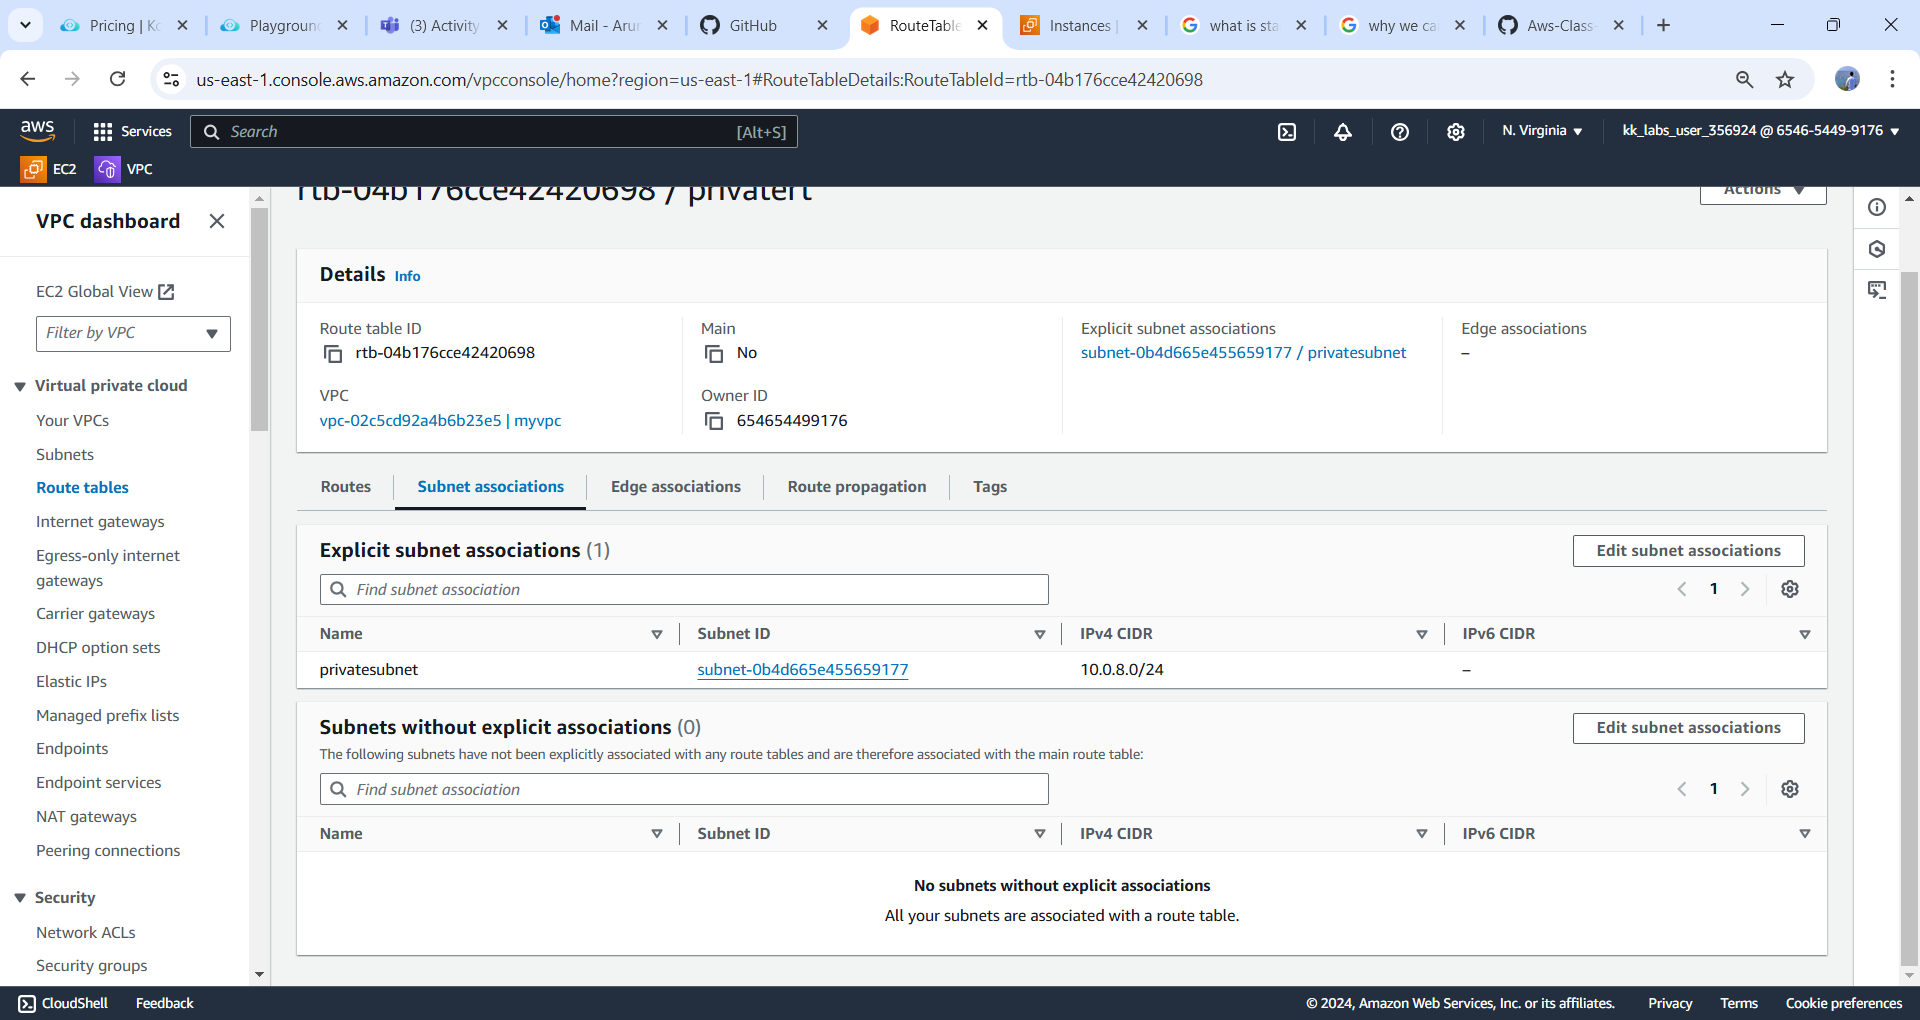 Pricing | Ko
Playground
(3) Activity
Mail - Arun
GitHub
RouteTable
Instances |
what is sta
why we ca
Aws-Class-
us-east-1.console.aws.amazon.com/vpcconsole/home?region=us-east-1#RouteTableDetails:RouteTableId=rtb-04b176cce42420698
aws
Services
Search
[Alt+S]
N. Virginia
kk_labs_user_356924 @ 6546-5449-9176
EC2
VPC
VPC dashboard
EC2 Global View
Filter by VPC
Virtual private cloud
Your VPCs
Subnets
Route tables
Internet gateways
Egress-only internet
gateways
Carrier gateways
DHCP option sets
Elastic IPs
Managed prefix lists
Endpoints
Endpoint services
NAT gateways
Peering connections
Security
Network ACLs
Security groups
rtb-04b176cce42420698 / privatert
Actions
Details Info
Route table ID
rtb-04b176cce42420698
Main
No
Explicit subnet associations
subnet-0b4d665e455659177 / privatesubnet
Edge associations
–
VPC
vpc-02c5cd92a4b6b23e5 | myvpc
Owner ID
654654499176
Routes
Subnet associations
Edge associations
Route propagation
Tags
Explicit subnet associations (1)
Edit subnet associations
Find subnet association
1
Name
Subnet ID
IPv4 CIDR
IPv6 CIDR
privatesubnet
subnet-0b4d665e455659177
10.0.8.0/24
–
Subnets without explicit associations (0)
Edit subnet associations
The following subnets have not been explicitly associated with any route tables and are therefore associated with the main route table:
Find subnet association
1
Name
Subnet ID
IPv4 CIDR
IPv6 CIDR
No subnets without explicit associations
All your subnets are associated with a route table.
CloudShell
Feedback
© 2024, Amazon Web Services, Inc. or its affiliates.
Privacy
Terms
Cookie preferences